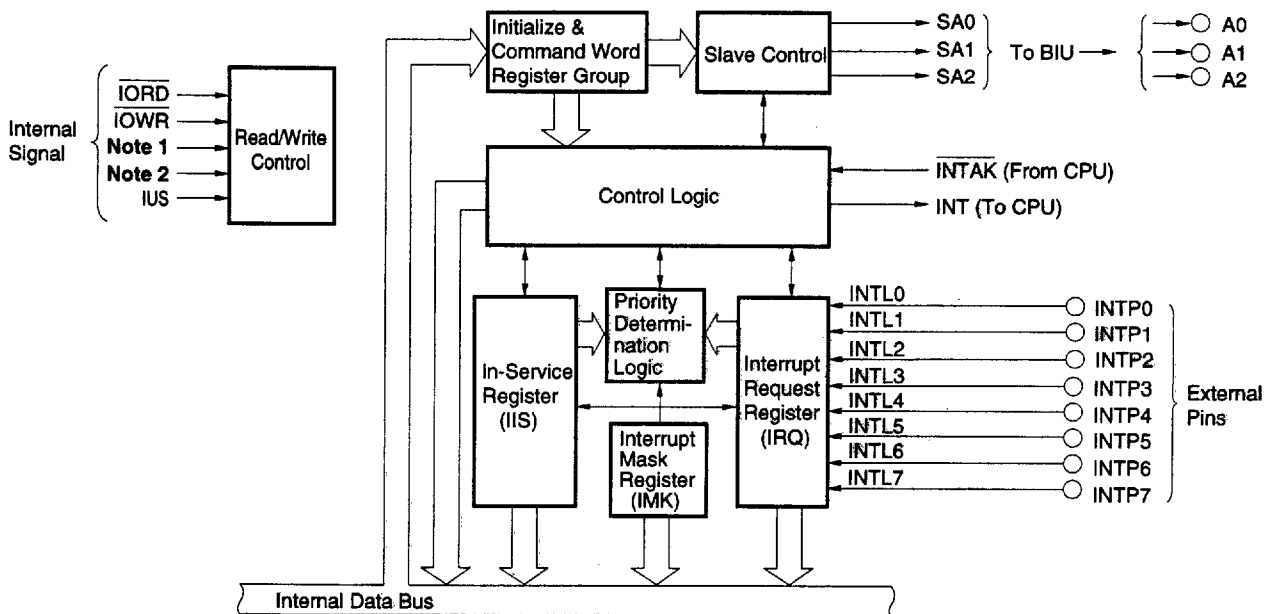 Internal
Signal
IORD
IOWR
Note 1
Note 2
IUS
Read/Write
Control
Initialize &
Command Word
Register Group
Slave Control
SA0
SA1
SA2
To BIU
A0
A1
A2
Control Logic
INTAK (From CPU)
INT (To CPU)
In-Service
Register
(IIS)
Priority
Determi-
nation
Logic
Interrupt
Mask
Register
(IMK)
Interrupt
Request
Register
(IRQ)
INTL0
INTL1
INTL2
INTL3
INTL4
INTL5
INTL6
INTL7
INTP0
INTP1
INTP2
INTP3
INTP4
INTP5
INTP6
INTP7
External
Pins
Internal Data Bus